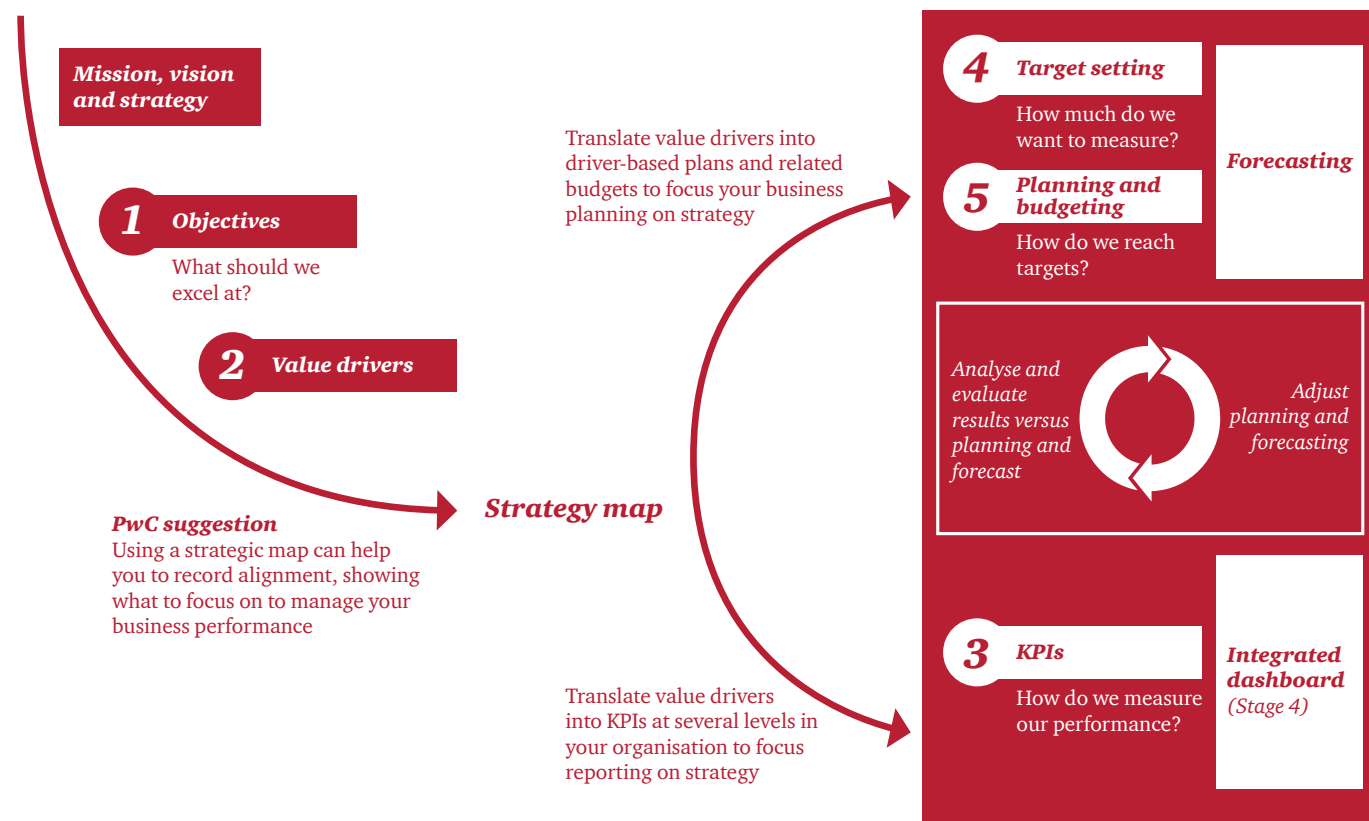 Mission, vision
and strategy
1
Objectives
What should we
excel at?
2
Value drivers
PwC suggestion
Using a strategic map can help
you to record alignment, showing
what to focus on to manage your
business performance
Strategy map
Translate value drivers into
driver-based plans and related
budgets to focus your business
planning on strategy
Translate value drivers
into KPIs at several levels in
your organisation to focus
reporting on strategy
4
Target setting
How much do we
want to measure?
5
Planning and
budgeting
How do we reach
targets?
Forecasting
Analyse and
evaluate
results versus
planning and
forecast
Adjust
planning and
forecasting
3
KPIs
How do we measure
our performance?
Integrated
dashboard
(Stage 4)